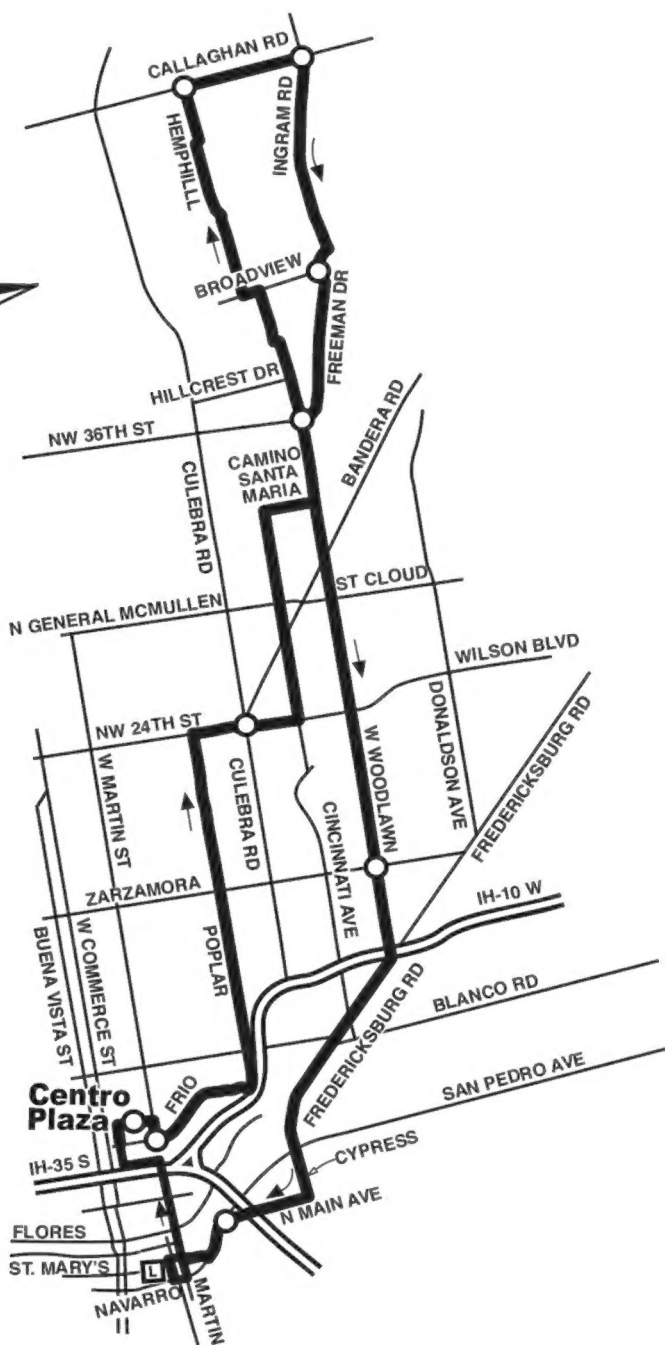 CALLAGHAN RD
HEMPHILLL
INGRAM RD
BROADVIEW
FREEMAN DR
HILLCREST DR
BANDERA RD
NW 36TH ST
CAMINO
SANTA
MARIA
CULEBRA RD
ST CLOUD
N GENERAL MCMULLEN
WILSON BLVD
NW 24TH ST
DONALDSON AVE
W MARTIN ST
CULEBRA RD
W WOODLAWN
FREDERICKSBURG RD
CINCINNATI AVE
ZARZAMORA
IH-10 W
POPLAR
BUENA VISTA ST
W COMMERCE ST
FREDERICKSBURG RD
BLANCO RD
Centro
Plaza
FRIO
SAN PEDRO AVE
CYPRESS
IH-35 S
N MAIN AVE
FLORES
ST. MARY'S
L
NAVARRO
MARTIN